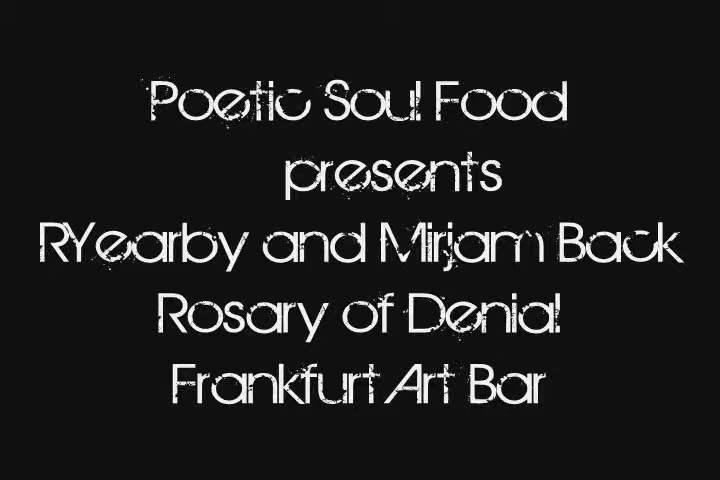 Poetic Soul Food
presents
RYearby and Mirjam Back
Rosary of Denial
Frankfurt Art Bar